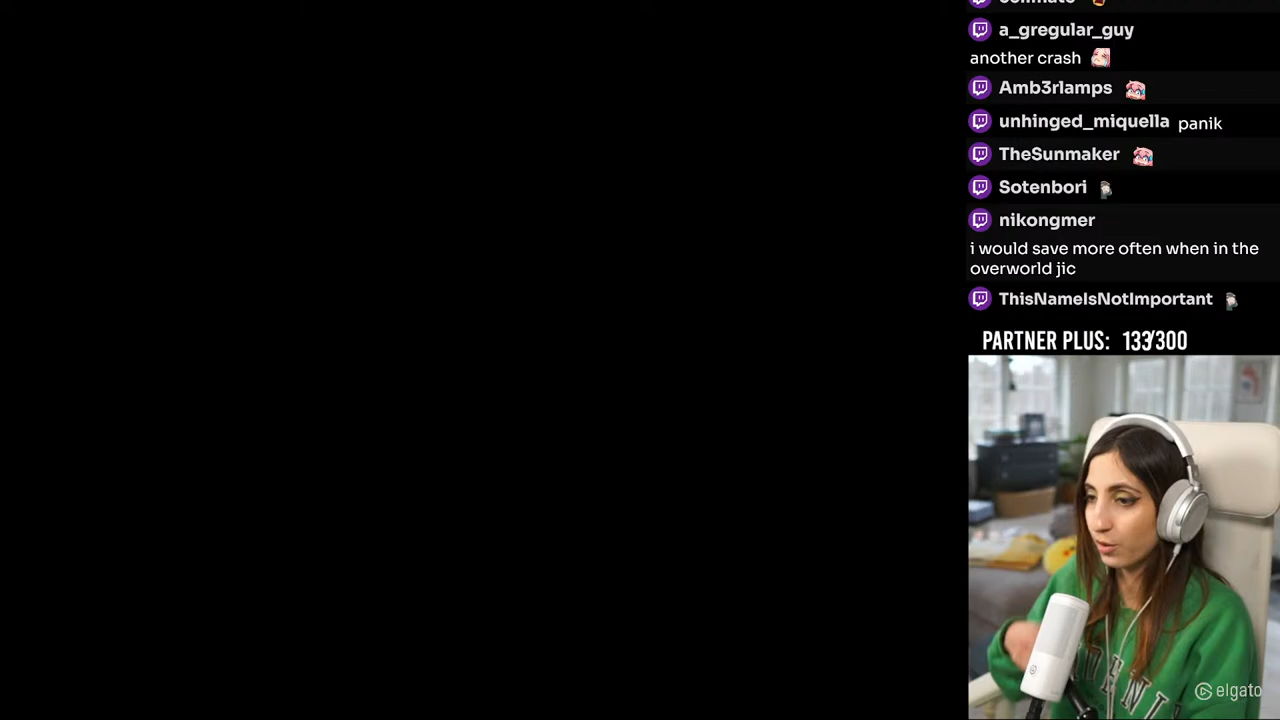 a_gregular_guy
another crash
Amb3rlamps
unhinged_miquella panik
TheSunmaker
Sotenbori
nikongmer
i would save more often when in the
overworld jic
ThisNameIsNotImportant
PARTNER PLUS: 133/300
elgato